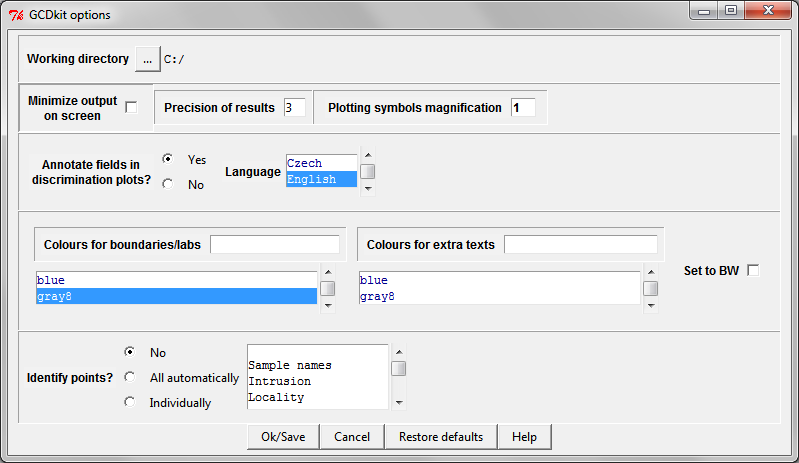 GCDkit options
Working directory ... C:/
Minimize output
on screen
Precision of results 3
Plotting symbols magnification 1
Annotate fields in
discrimination plots?
Yes
No
Language
Czech
English
Colours for boundaries/labs
Colours for extra texts
blue
gray8
blue
gray8
Set to BW
Identify points?
No
All automatically
Individually
Sample names
Intrusion
Locality
Ok/Save Cancel Restore defaults Help